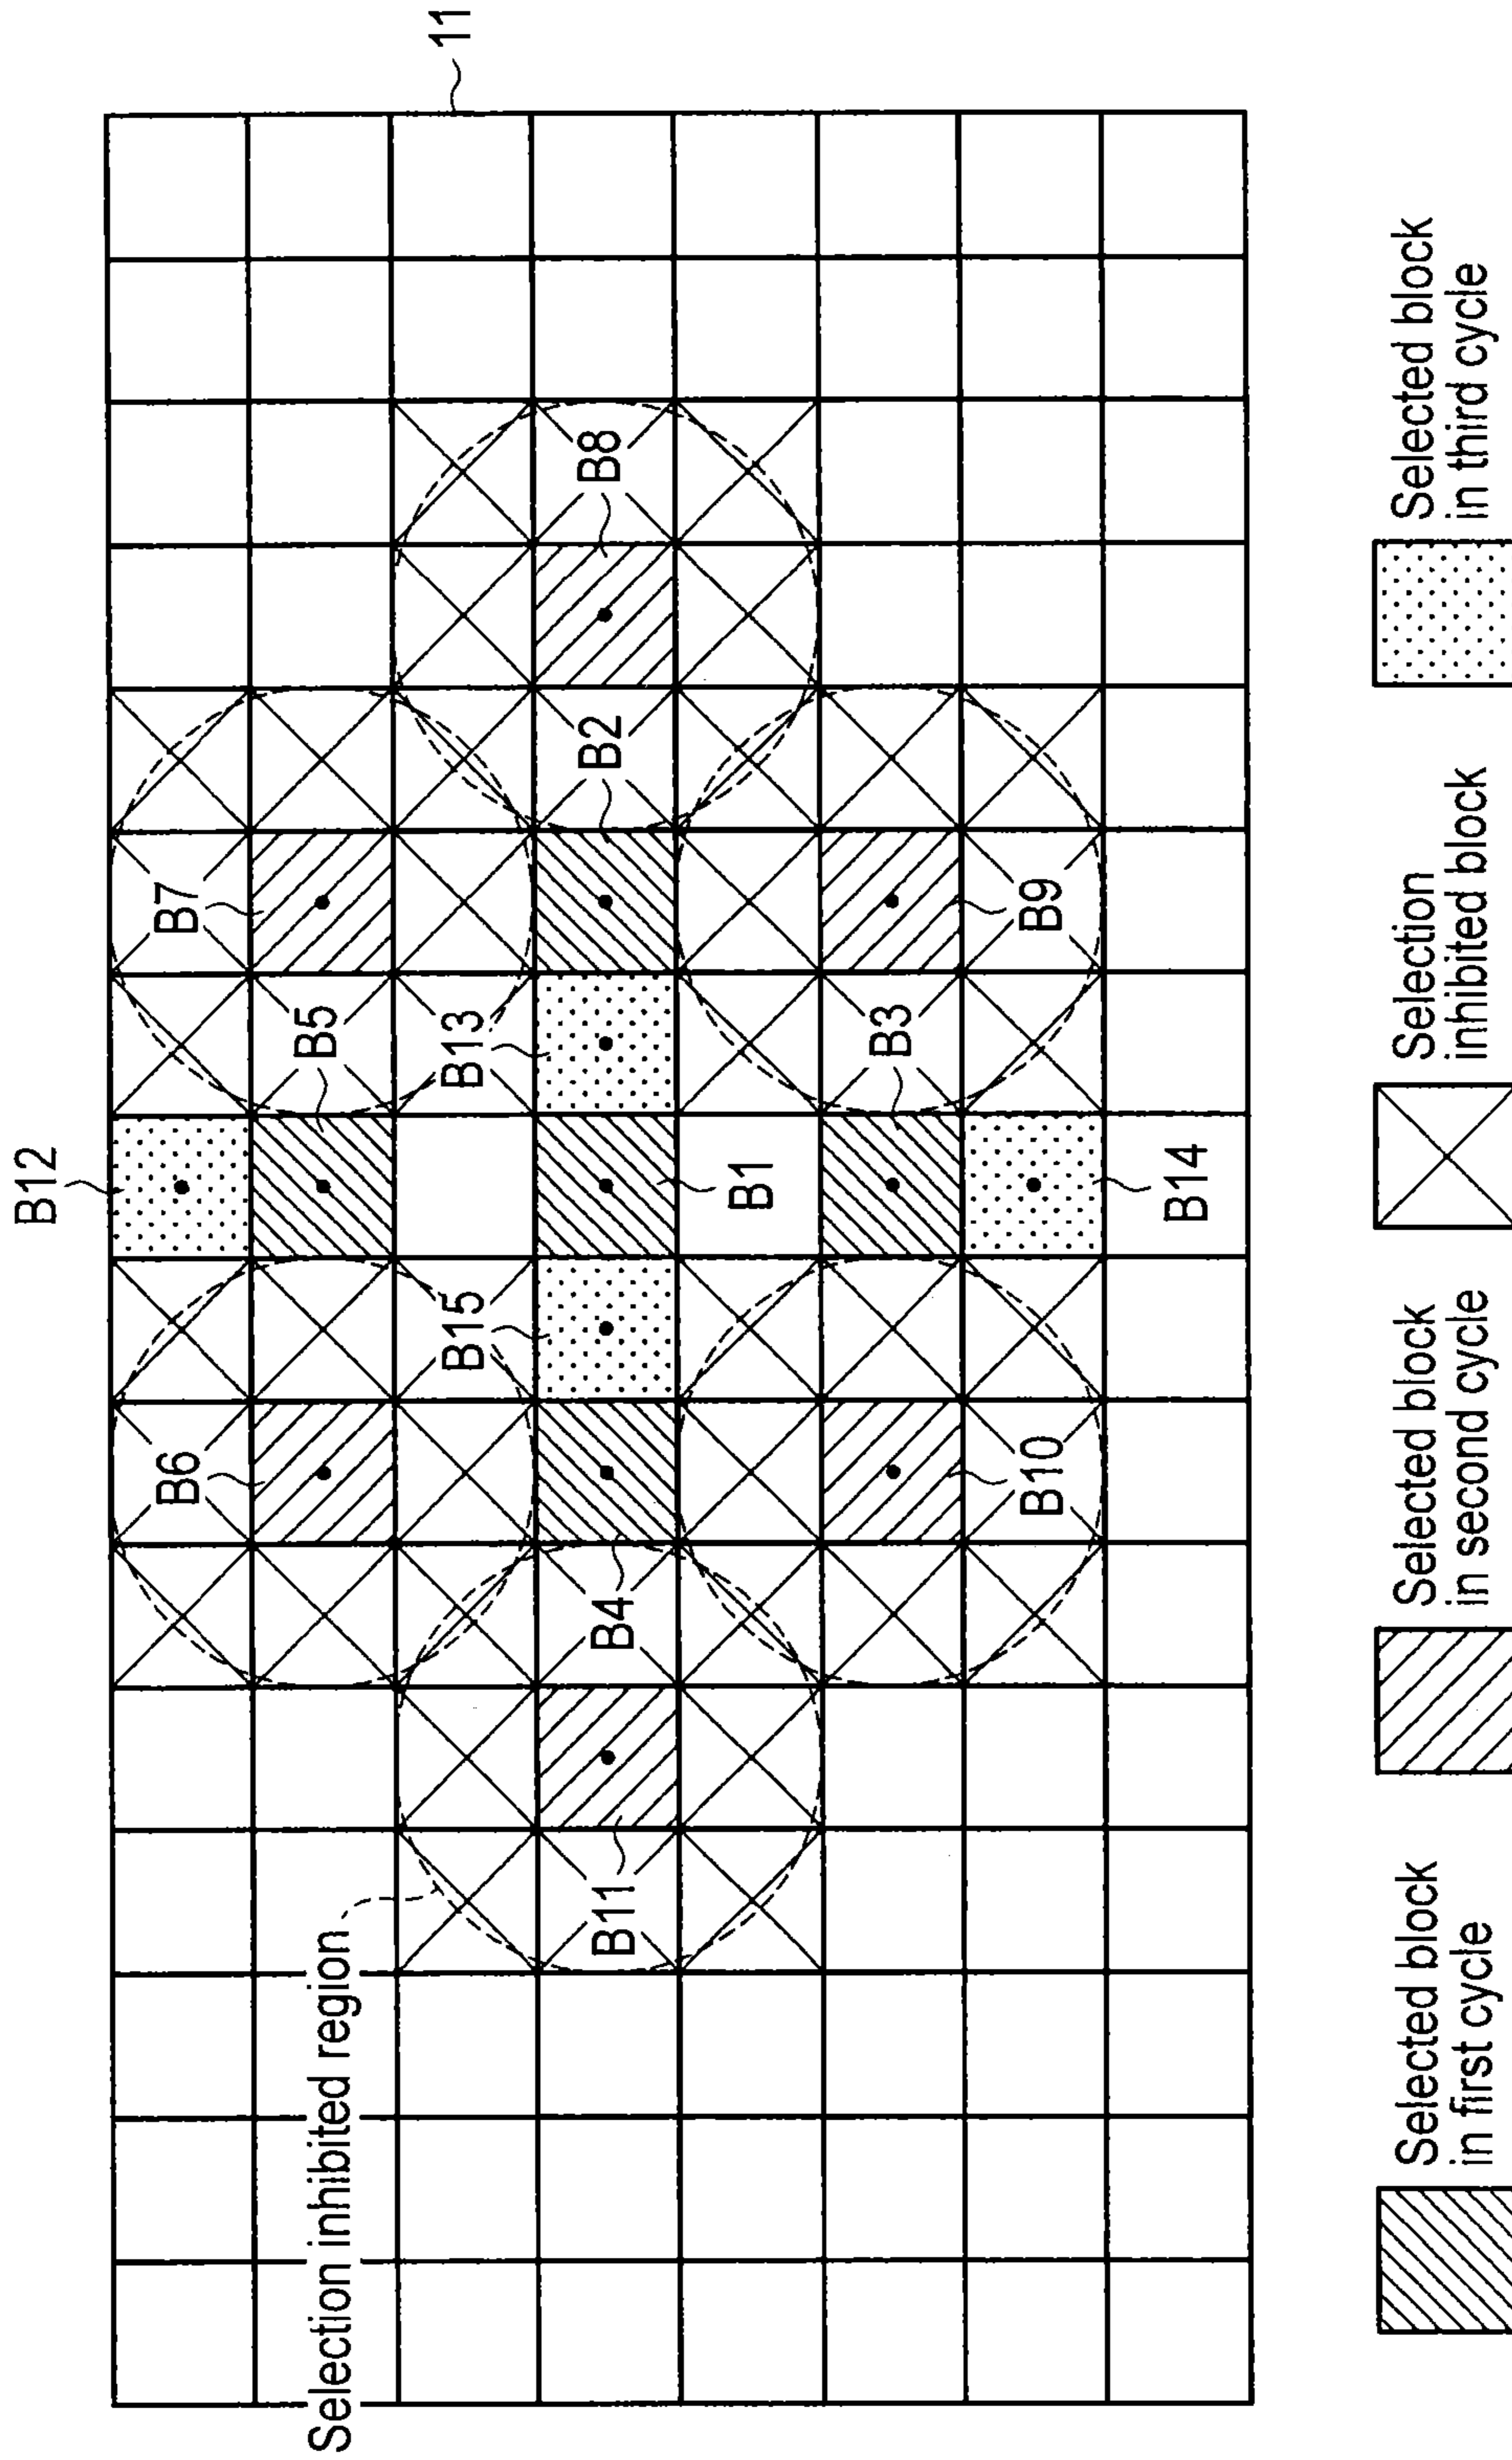 11
B12
B6
B5
B7
Selection inhibited region
B15
B13
B11
B4
B2
B8
B1
B3
B10
B9
B14
Selected block
in first cycle
Selected block
in second cycle
Selection
inhibited block
Selected block
in third cycle